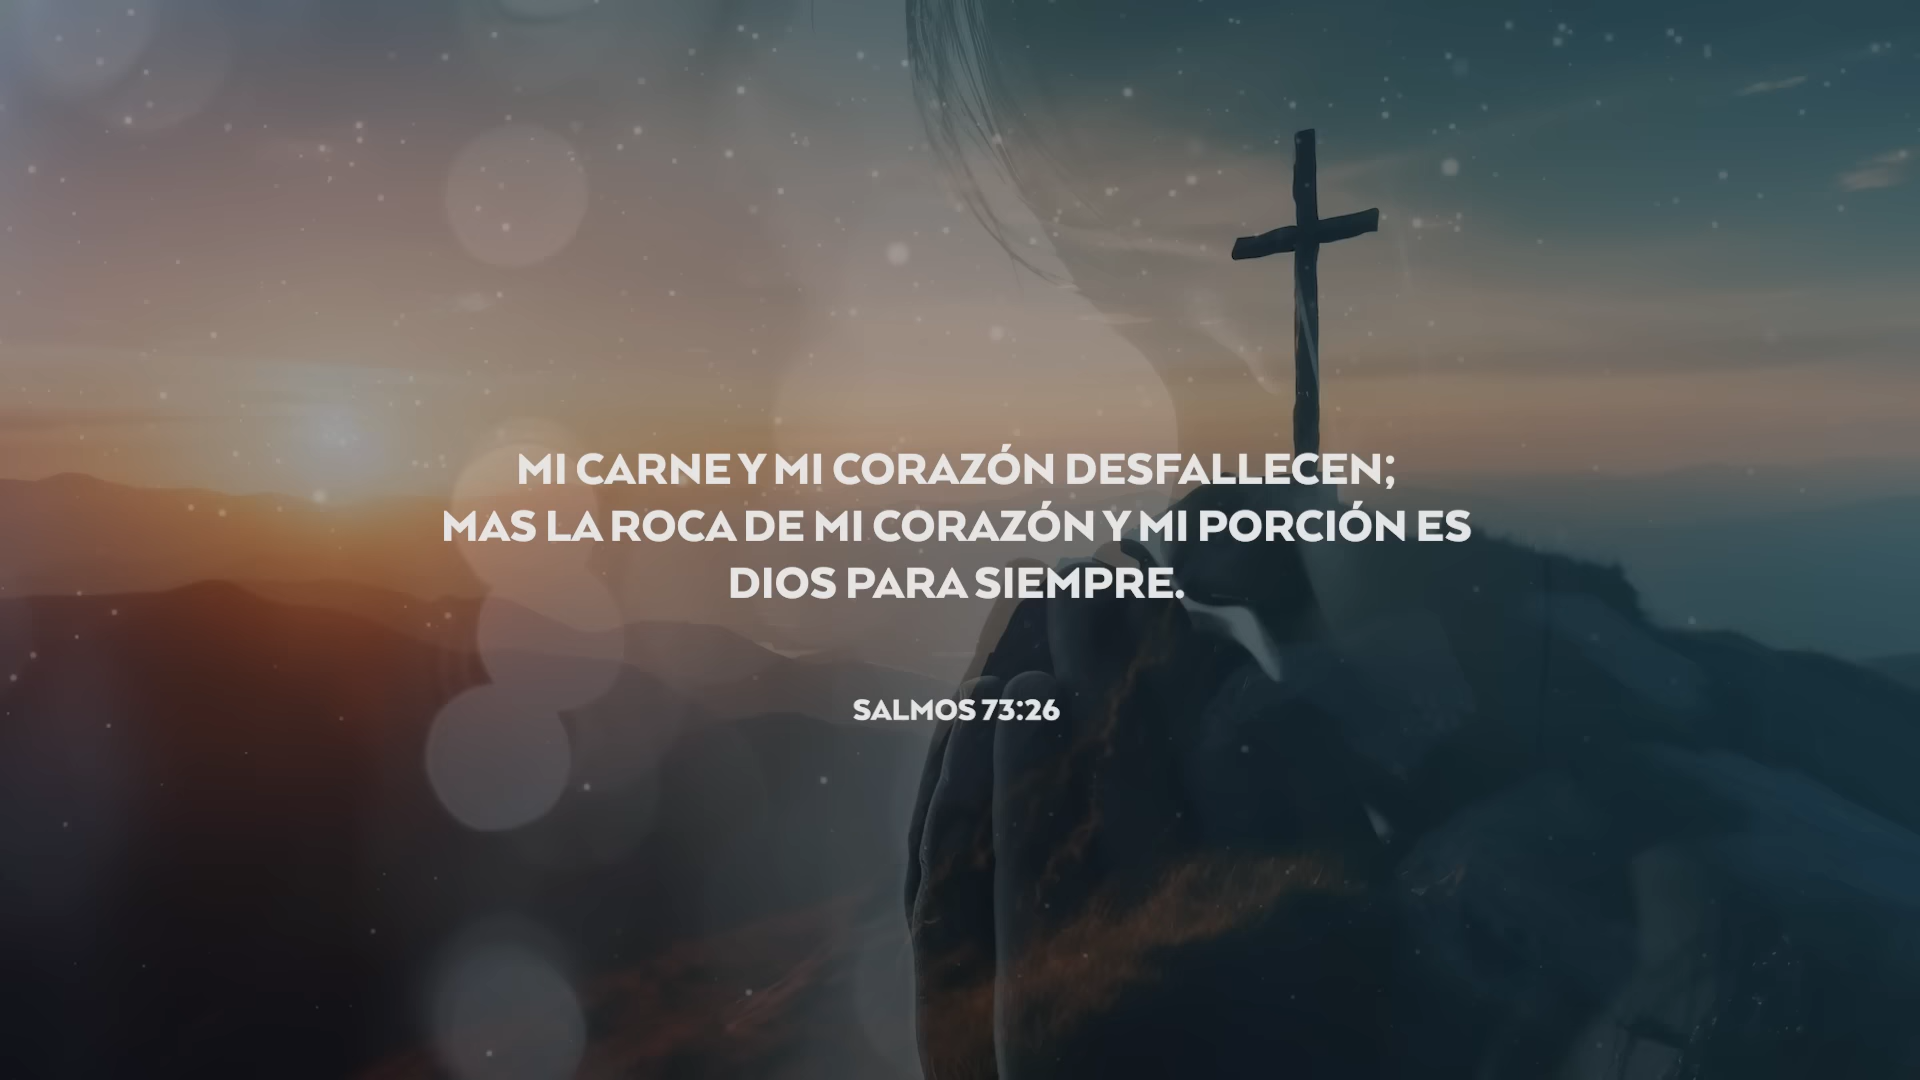 MI CARNE Y MI CORAZÓN DESFALLECEN;
MAS LA ROCA DE MI CORAZÓN Y MI PORCIÓN ES
DIOS PARA SIEMPRE.
SALMOS 73:26